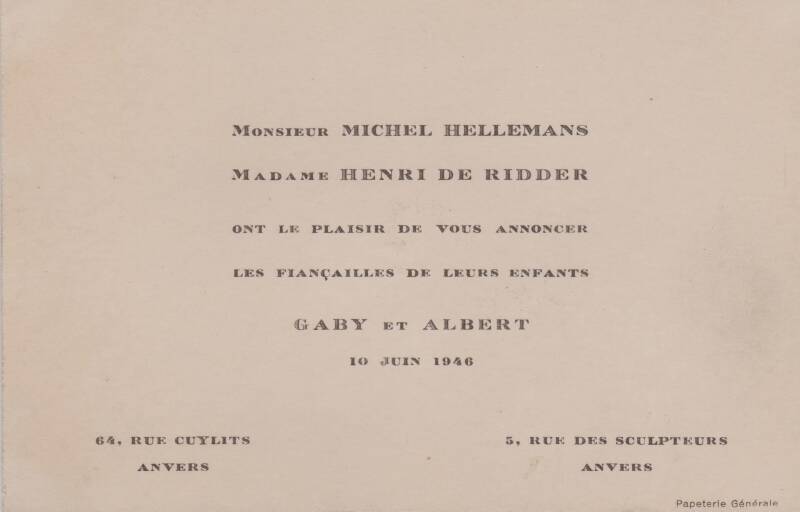 Monsieur MICHEL HELLEMANS
Madame HENRI DE RIDDER
ONT LE PLAISIR DE VOUS ANNONCER
LES FIANÇAILLES DE LEURS ENFANTS
GABY ET ALBERT
10 JUIN 1946
64, RUE CUYLITS
ANVERS
5, RUE DES SCULPTEURS
ANVERS
Papeterie Générale